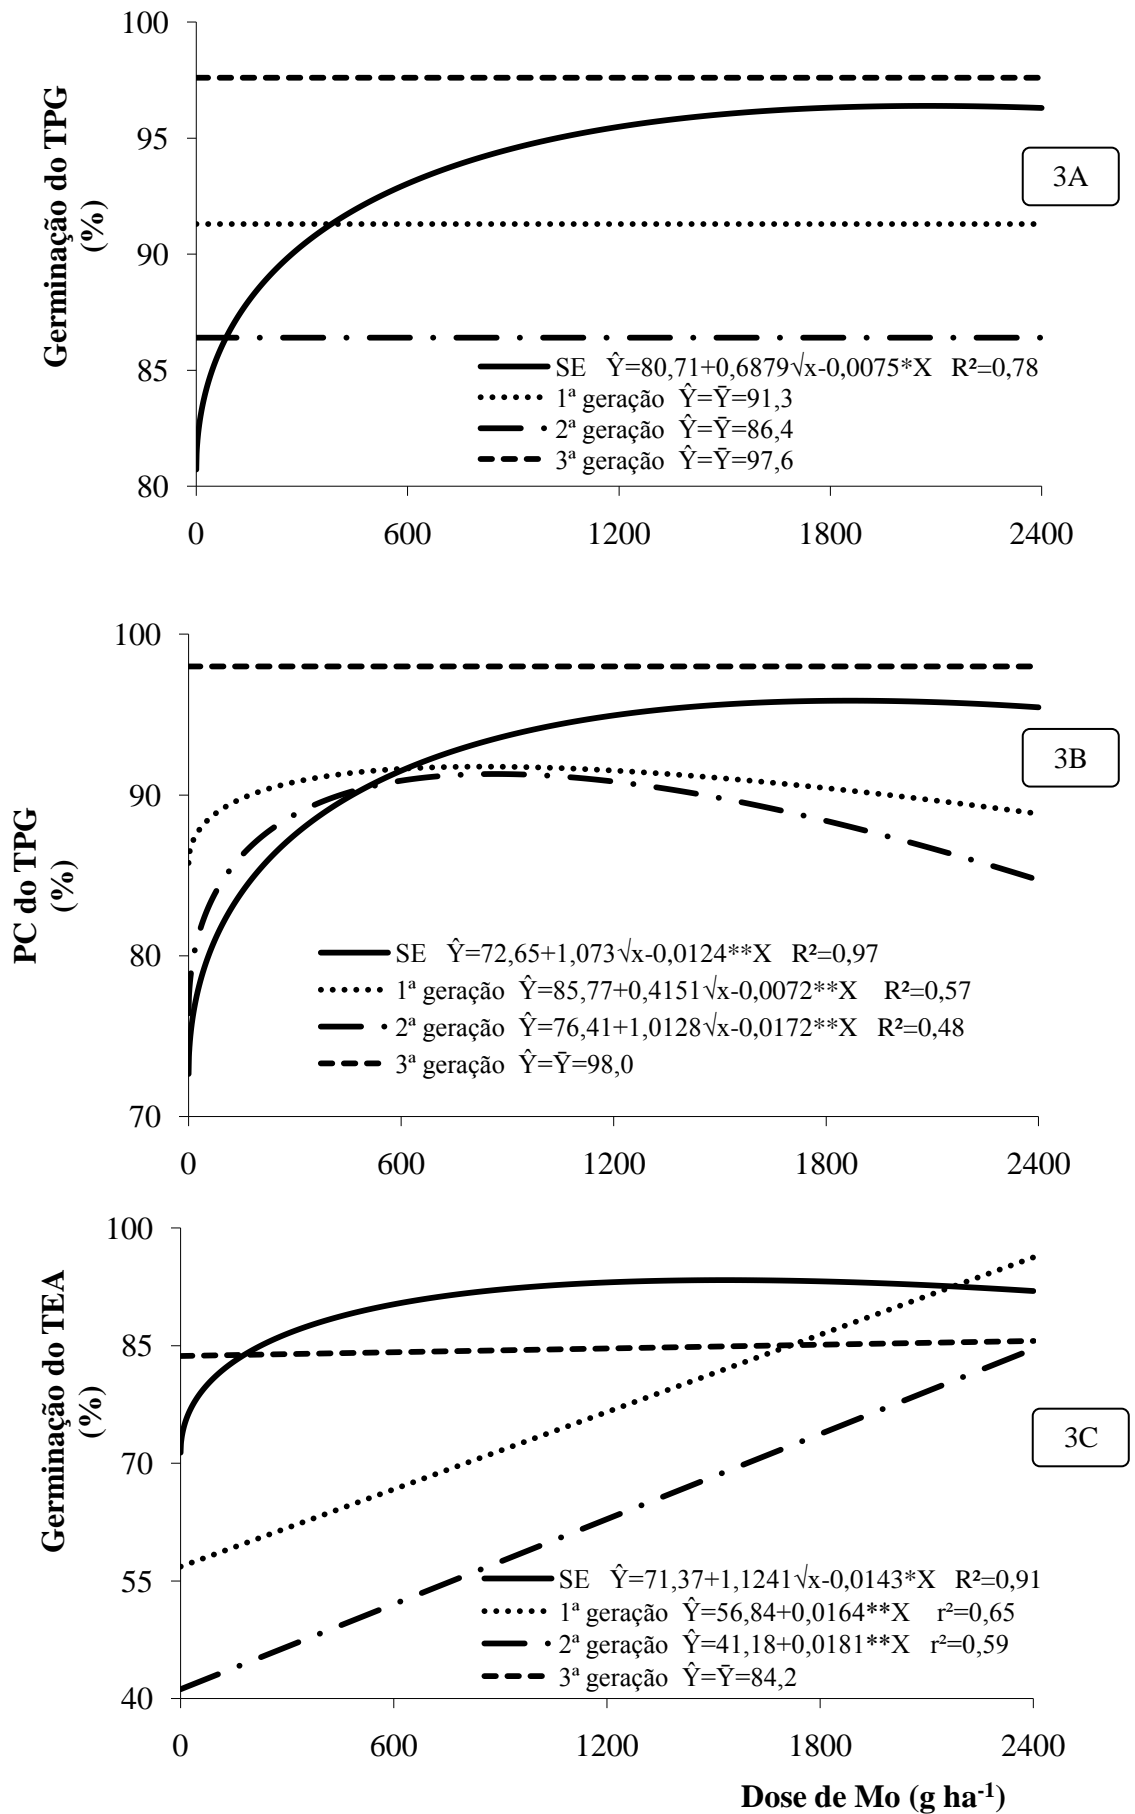 Germinação do TPG
(%)
100
95
90
85
80
3A
SE Ŷ=80,71+0,6879√x-0,0075*X R²=0,78
1ª geração Ŷ=Ȳ=91,3
2ª geração Ŷ=Ȳ=86,4
3ª geração Ŷ=Ȳ=97,6
0 600 1200 1800 2400
PC do TPG
(%)
100
90
80
70
3B
SE Ŷ=72,65+1,073√x-0,0124**X R²=0,97
1ª geração Ŷ=85,77+0,4151√x-0,0072**X R²=0,57
2ª geração Ŷ=76,41+1,0128√x-0,0172**X R²=0,48
3ª geração Ŷ=Ȳ=98,0
0 600 1200 1800 2400
Germinação do TEA
(%)
100
85
70
55
40
3C
SE Ŷ=71,37+1,1241√x-0,0143*X R²=0,91
1ª geração Ŷ=56,84+0,0164**X r²=0,65
2ª geração Ŷ=41,18+0,0181**X r²=0,59
3ª geração Ŷ=Ȳ=84,2
0 600 1200 1800 2400
Dose de Mo (g ha⁻¹)